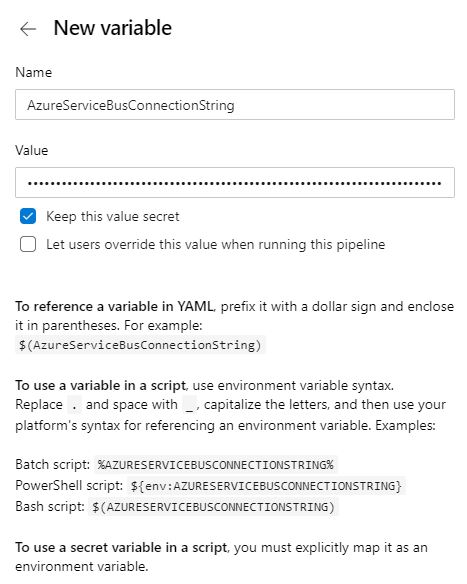 ← New variable
Name
AzureServiceBusConnectionString
Value
••••••••••••••••••••••••••••••••••••••••••••••••••••••••••••••••••••••••
Keep this value secret
Let users override this value when running this pipeline
To reference a variable in YAML, prefix it with a dollar sign and enclose
it in parentheses. For example:
$(AzureServiceBusConnectionString)
To use a variable in a script, use environment variable syntax.
Replace . and space with _, capitalize the letters, and then use your
platform's syntax for referencing an environment variable. Examples:
Batch script: %AZURESERVICEBUSCONNECTIONSTRING%
PowerShell script: ${env:AZURESERVICEBUSCONNECTIONSTRING}
Bash script: $(AZURESERVICEBUSCONNECTIONSTRING)
To use a secret variable in a script, you must explicitly map it as an
environment variable.